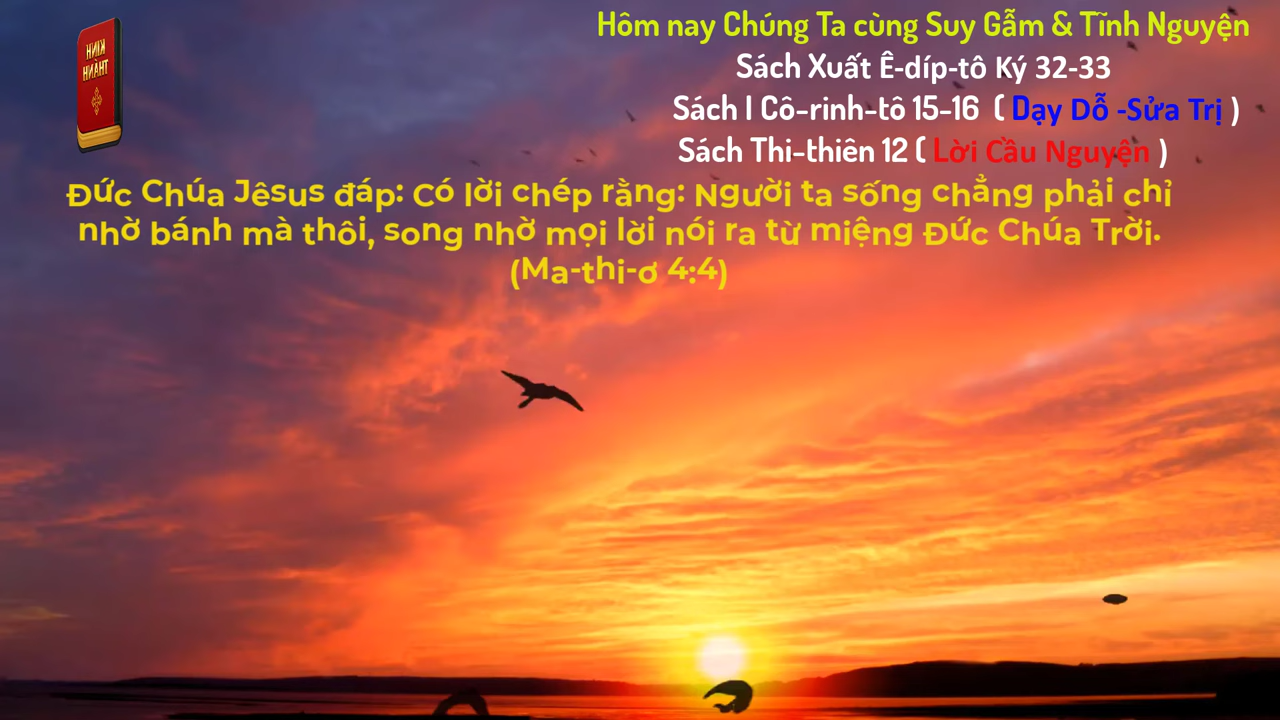 KINH
THÁNH
Hôm nay Chúng Ta cùng Suy Gẫm & Tĩnh Nguyện
Sách Xuất Ê-díp-tô Ký 32-33
Sách I Cô-rinh-tô 15-16 ( Dạy Dỗ -Sửa Trị )
Sách Thi-thiên 12 ( Lời Cầu Nguyện )
Đức Chúa Jêsus đáp: Có lời chép rằng: Người ta sống chẳng phải chỉ
nhờ bánh mà thôi, song nhờ mọi lời nói ra từ miệng Đức Chúa Trời.
(Ma-thi-ơ 4:4)